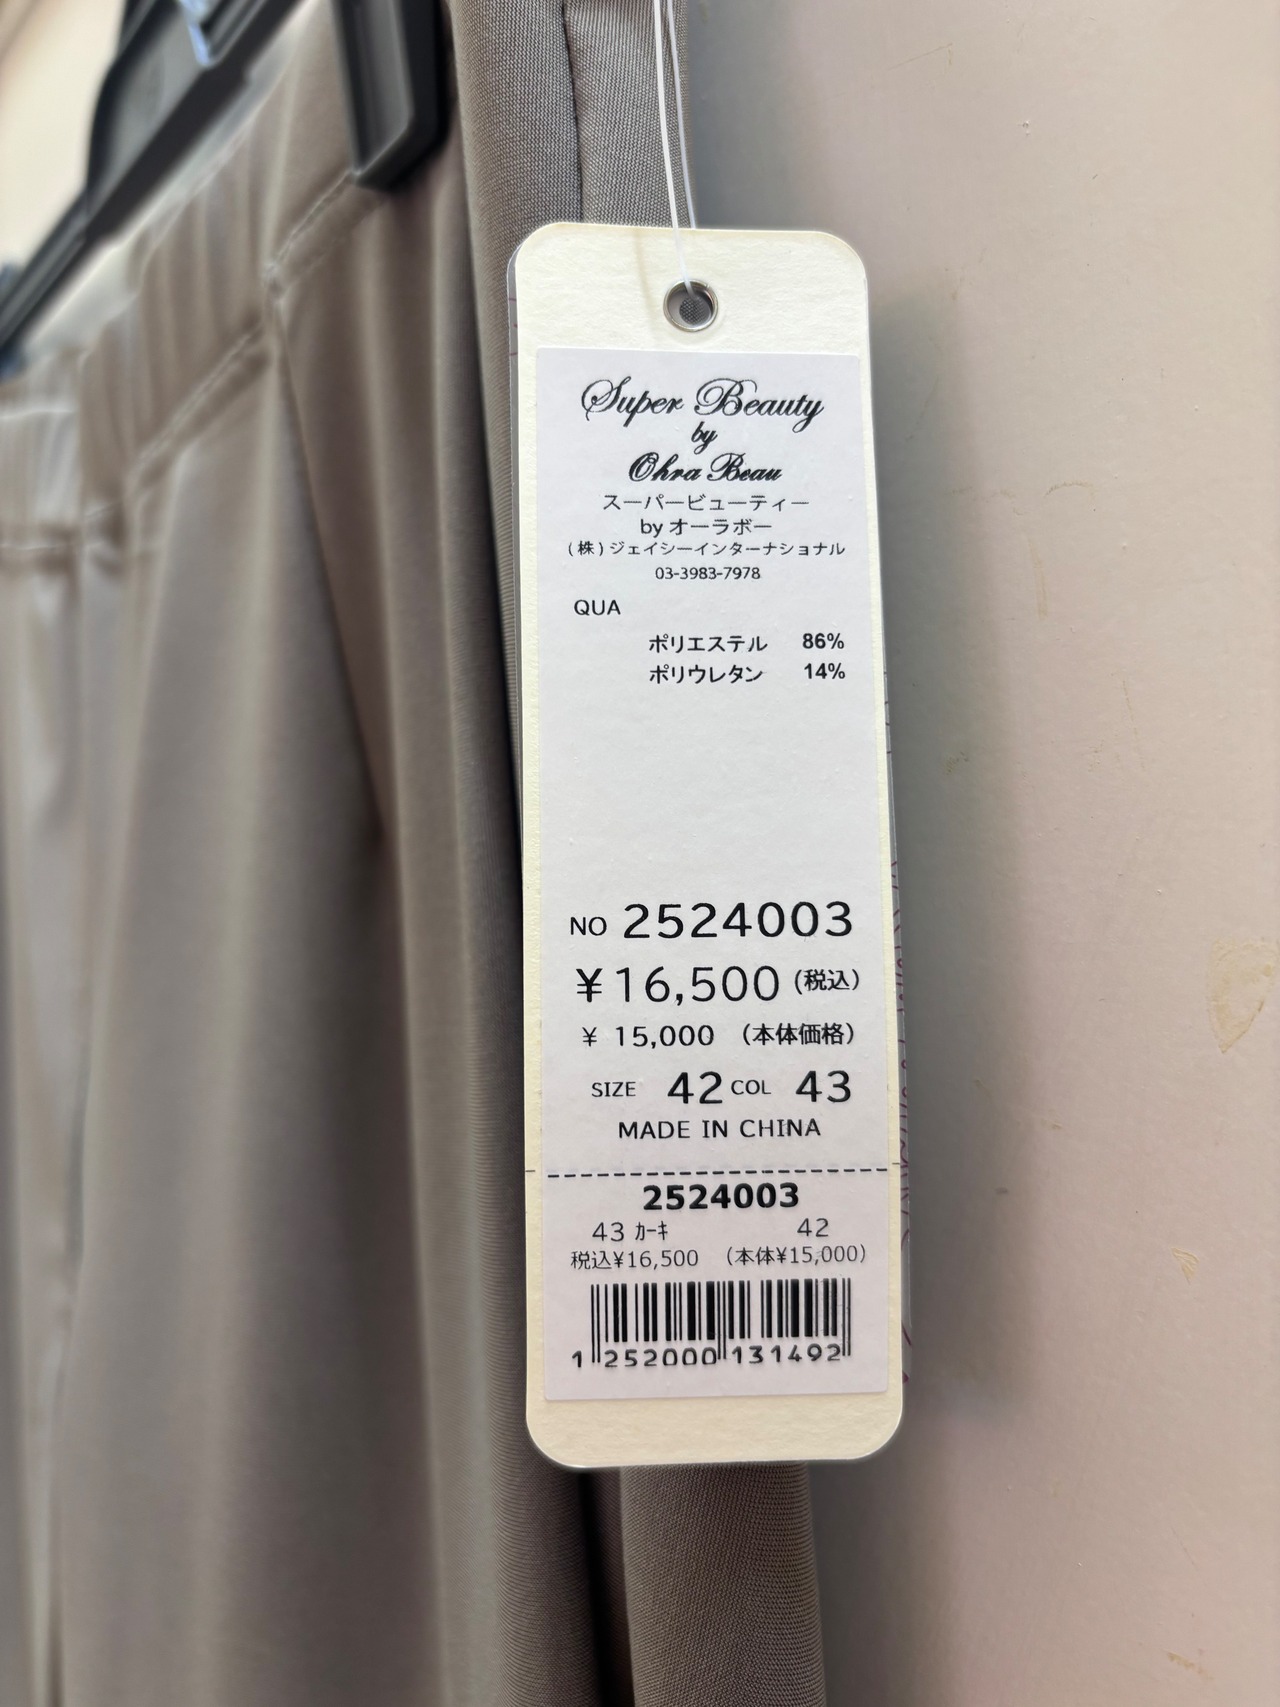 Super Beauty
by
Ohra Beau
スーパービューティー
by オーラボー
(株)ジェイシーインターナショナル
03-3983-7978
QUA
ポリエステル 86%
ポリウレタン 14%
NO 2524003
¥16,500(税込)
¥ 15,000 (本体価格)
SIZE 42 COL 43
MADE IN CHINA
2524003
43 ｶｰｷ 42
税込¥16,500 (本体¥15,000)
1 252000 131492